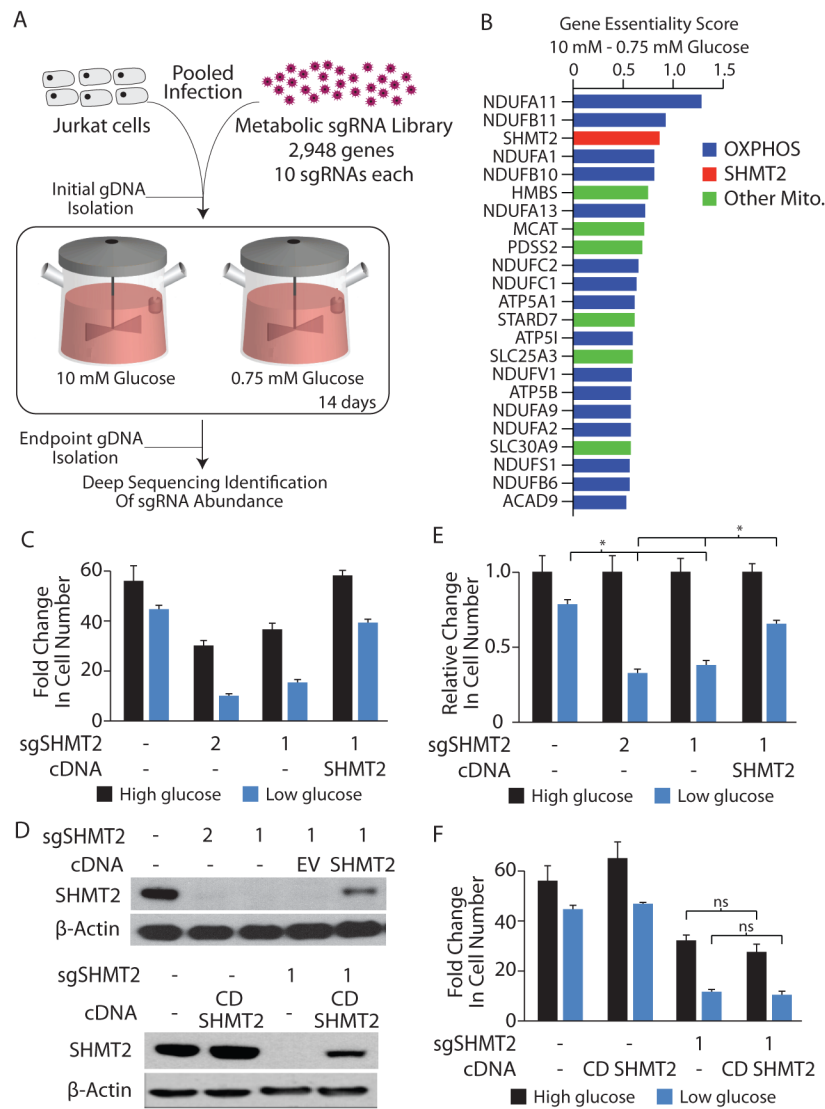 A
Pooled
Infection
Jurkat cells
Metabolic sgRNA Library
2,948 genes
10 sgRNAs each
Initial gDNA
Isolation
10 mM Glucose
0.75 mM Glucose
14 days
Endpoint gDNA
Isolation
Deep Sequencing Identification
Of sgRNA Abundance
B
Gene Essentiality Score
10 mM - 0.75 mM Glucose
0 0.5 1.0 1.5
NDUFA11
NDUFB11
SHMT2
NDUFA1
NDUFB10
HMBS
NDUFA13
MCAT
PDSS2
NDUFC2
NDUFC1
ATP5A1
STARD7
ATP5I
SLC25A3
NDUFV1
ATP5B
NDUFA9
NDUFA2
SLC30A9
NDUFS1
NDUFB6
ACAD9
OXPHOS
SHMT2
Other Mito.
C
Fold Change
In Cell Number
60
40
20
0
sgSHMT2 - 2 1 1
cDNA - - - SHMT2
High glucose Low glucose
D
sgSHMT2 - 2 1 1 1
cDNA - - - EV SHMT2
SHMT2
β-Actin
sgSHMT2 - - 1 1
cDNA - CD SHMT2 - CD SHMT2
SHMT2
β-Actin
E
* *
Relative Change
In Cell Number
1.0
0.5
0
sgSHMT2 - 2 1 1
cDNA - - - SHMT2
High glucose Low glucose
F
ns
ns
Fold Change
In Cell Number
60
40
20
0
sgSHMT2 - - 1 1
cDNA - CD SHMT2 - CD SHMT2
High glucose Low glucose